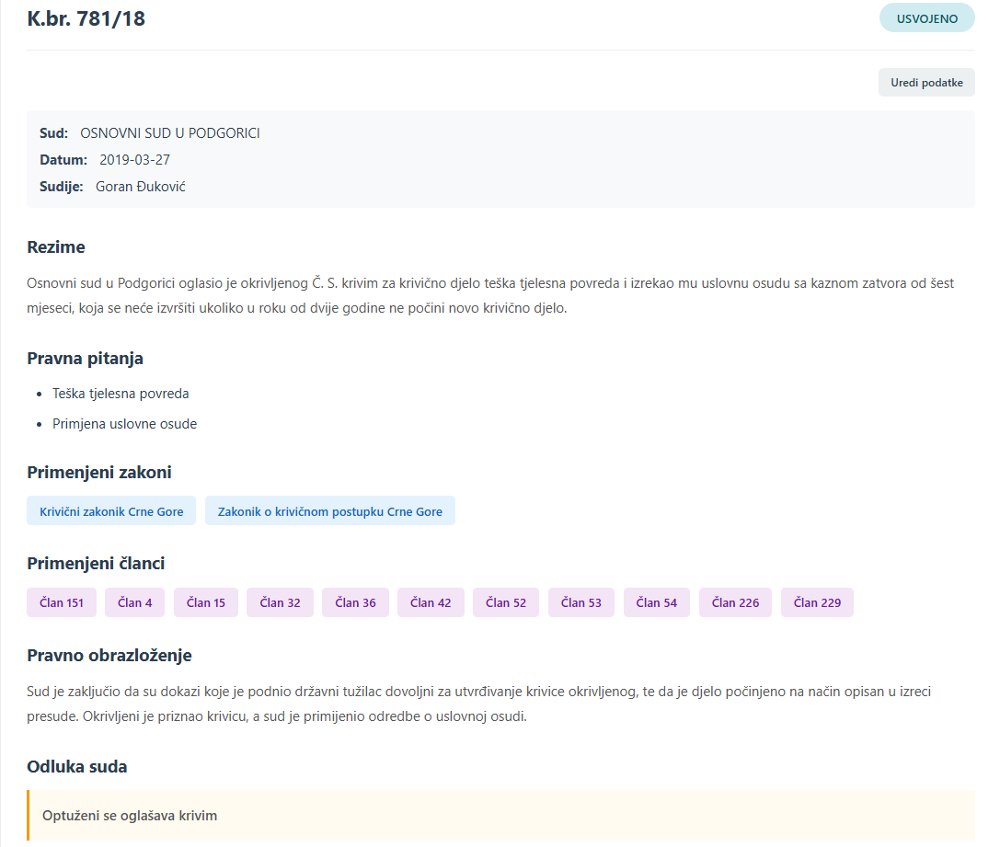 K.br. 781/18
USVOJENO
Uredi podatke
Sud: OSNOVNI SUD U PODGORICI
Datum: 2019-03-27
Sudije: Goran Đuković
Rezime
Osnovni sud u Podgorici oglasio je okrivljenog Č. S. krivim za krivično djelo teška tjelesna povreda i izrekao mu uslovnu osudu sa kaznom zatvora od šest
mjeseci, koja se neće izvršiti ukoliko u roku od dvije godine ne počini novo krivično djelo.
Pravna pitanja
• Teška tjelesna povreda
• Primjena uslovne osude
Primenjeni zakoni
Krivični zakonik Crne Gore Zakonik o krivičnom postupku Crne Gore
Primenjeni članci
Član 151 Član 4 Član 15 Član 32 Član 36 Član 42 Član 52 Član 53 Član 54 Član 226 Član 229
Pravno obrazloženje
Sud je zaključio da su dokazi koje je podnio državni tužilac dovoljni za utvrđivanje krivice okrivljenog, te da je djelo počinjeno na način opisan u izreci
presude. Okrivljeni je priznao krivicu, a sud je primijenio odredbe o uslovnoj osudi.
Odluka suda
Optuženi se oglašava krivim